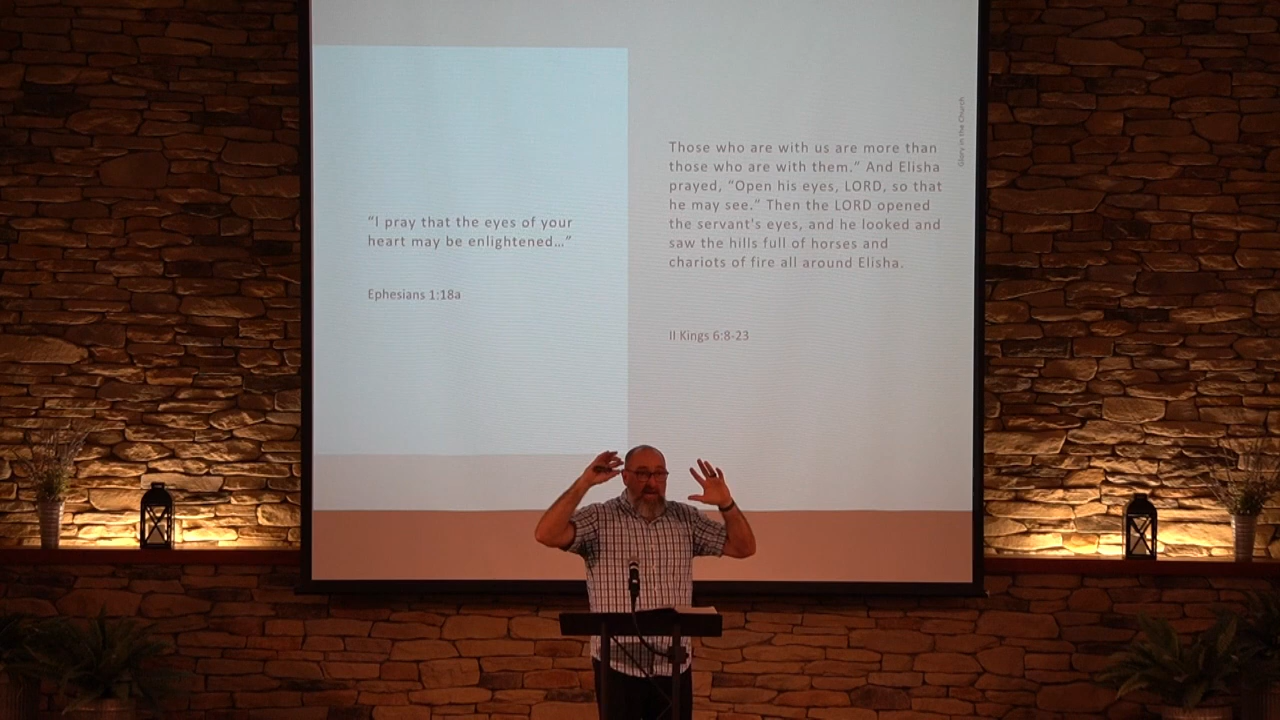 “I pray that the eyes of your
heart may be enlightened…”
Ephesians 1:18a
Those who are with us are more than
those who are with them.” And Elisha
prayed, “Open his eyes, LORD, so that
he may see.” Then the LORD opened
the servant's eyes, and he looked and
saw the hills full of horses and
chariots of fire all around Elisha.
II Kings 6:8-23
Glory in the Church